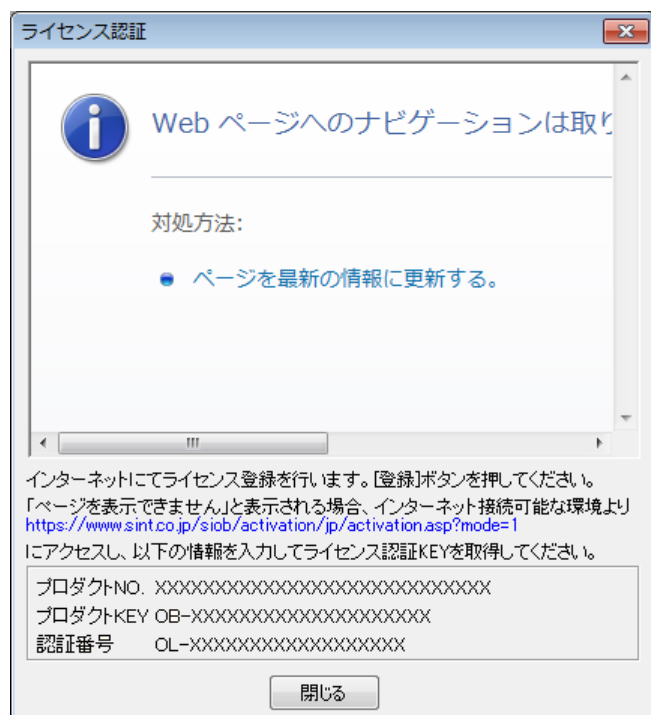 ライセンス認証
Web ページへのナビゲーションは取り
対処方法:
ページを最新の情報に更新する。
インターネットにてライセンス登録を行います。[登録]ボタンを押してください。
「ページを表示できません」と表示される場合、インターネット接続可能な環境より
https://www.sint.co.jp/siob/activation/jp/activation.asp?mode=1
にアクセスし、以下の情報を入力してライセンス認証KEYを取得してください。
プロダクトNO. XXXXXXXXXXXXXXXXXXXXXXXXXXXX
プロダクトKEY OB-XXXXXXXXXXXXXXXXXXXX
認証番号 OL-XXXXXXXXXXXXXXXXXX
閉じる